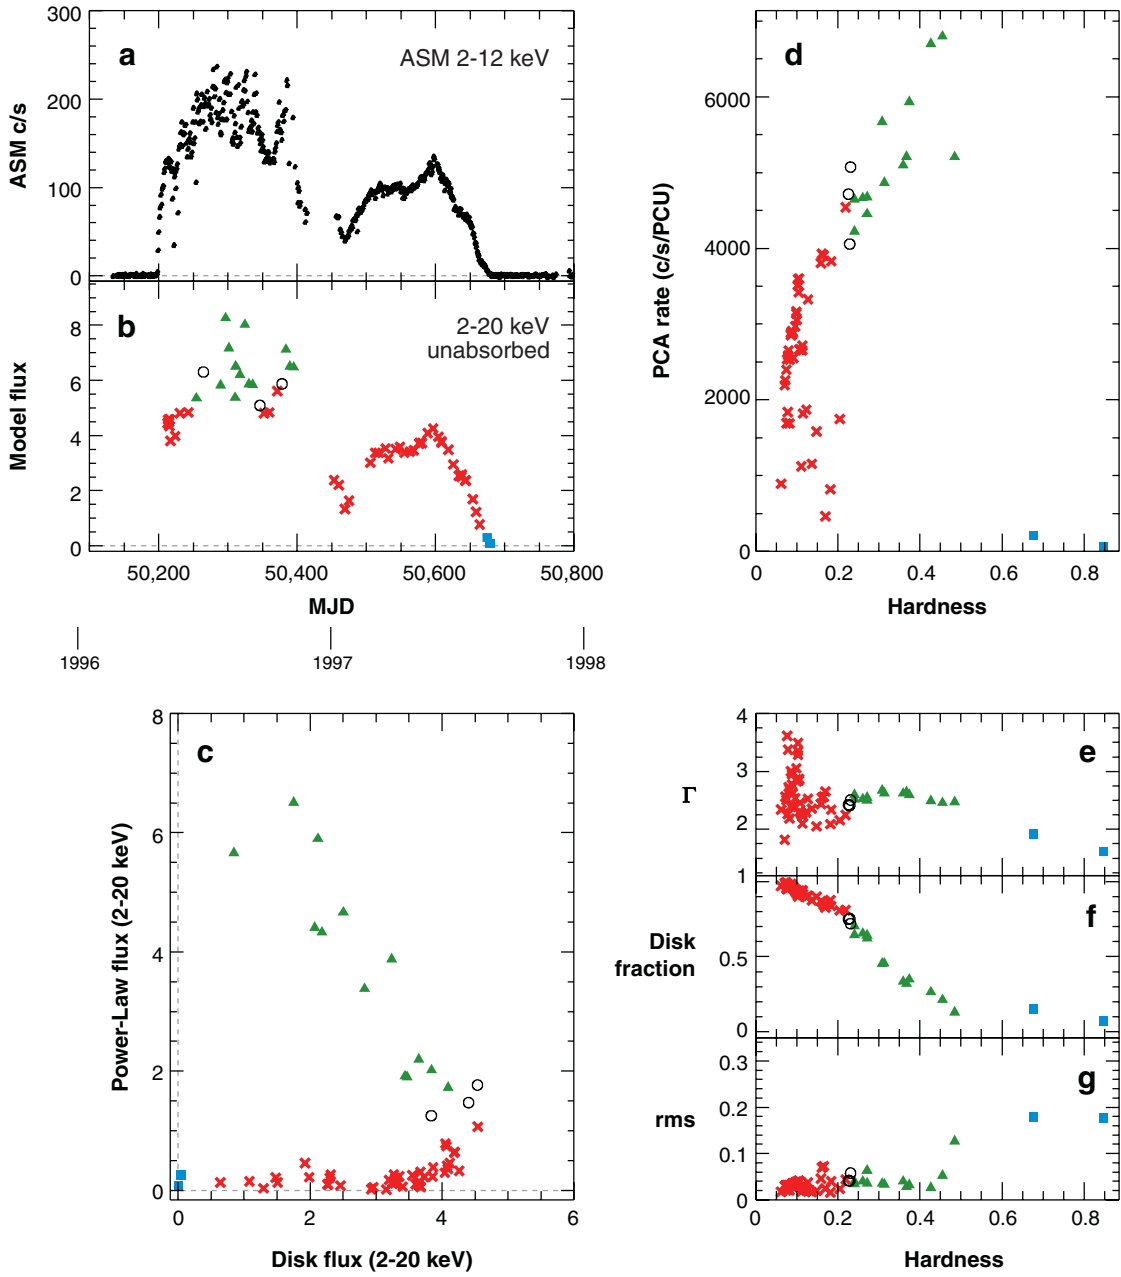 a
ASM 2-12 keV
ASM c/s
300
200
100
0
b
2-20 keV
unabsorbed
Model flux
8
6
4
2
0
50,200
50,400
50,600
50,800
MJD
1996
1997
1998
d
PCA rate (c/s/PCU)
6000
4000
2000
0
0
0.2
0.4
0.6
0.8
Hardness
c
Power-Law flux (2-20 keV)
8
6
4
2
0
0
2
4
6
Disk flux (2-20 keV)
e
Γ
4
3
2
1
f
Disk
fraction
0.5
0
g
rms
0.3
0.2
0.1
0
0
0.2
0.4
0.6
0.8
Hardness